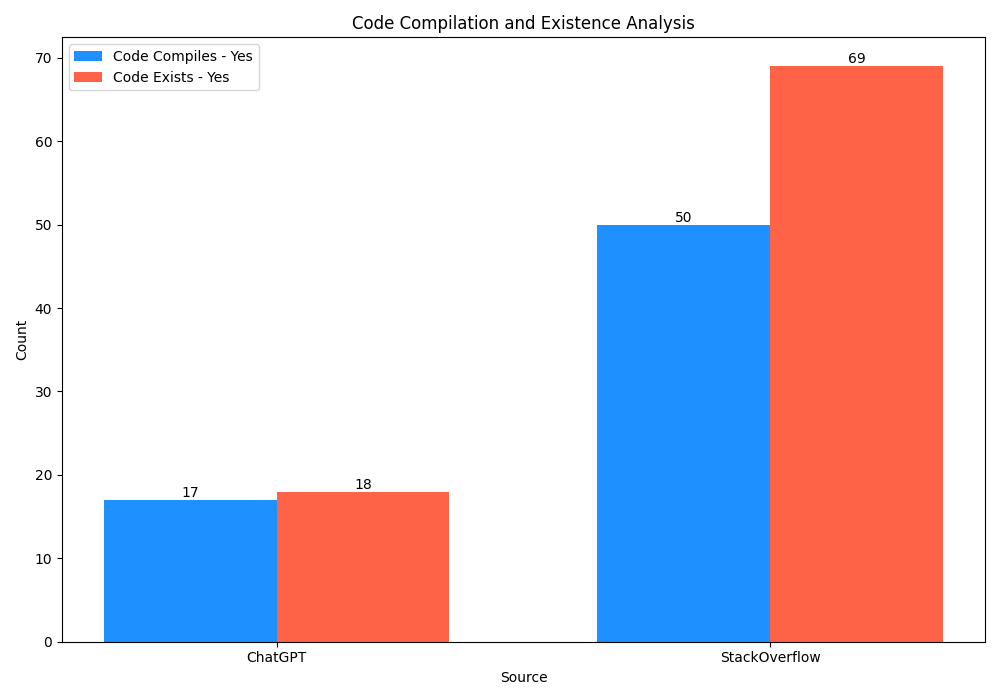 Code Compilation and Existence Analysis
Code Compiles - Yes
Code Exists - Yes
Count
70
60
50
40
30
20
10
0
17
18
50
69
ChatGPT
StackOverflow
Source